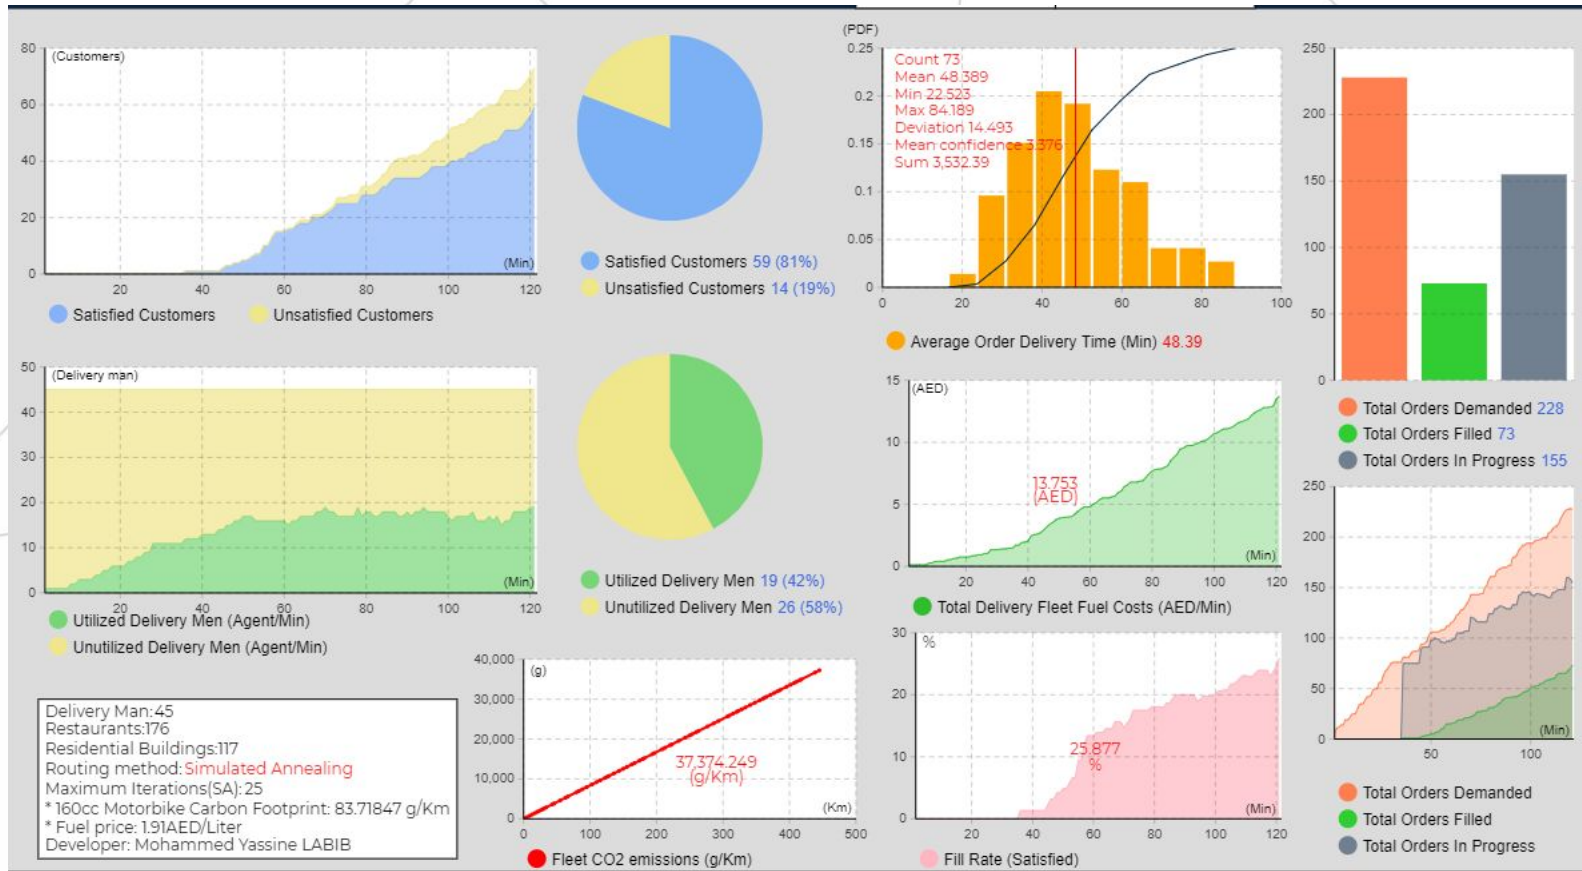 (Customers)
80
60
40
20
0
20
40
60
80
100
120
(Min)
Satisfied Customers
Unsatisfied Customers
Satisfied Customers 59 (81%)
Unsatisfied Customers 14 (19%)
(PDF)
0.25
0.2
0.15
0.1
0.05
0
Count 73
Mean 48.389
Min 22.523
Max 84.189
Deviation 14.493
Mean confidence 3.376
Sum 3,532.39
0
20
40
60
80
100
Average Order Delivery Time (Min) 48.39
250
200
150
100
50
0
Total Orders Demanded 228
Total Orders Filled 73
Total Orders In Progress 155
(Delivery man)
50
40
30
20
10
0
20
40
60
80
100
120
(Min)
Utilized Delivery Men (Agent/Min)
Unutilized Delivery Men (Agent/Min)
Utilized Delivery Men 19 (42%)
Unutilized Delivery Men 26 (58%)
(AED)
15
10
5
0
13.753
(AED)
20
40
60
80
100
120
(Min)
Total Delivery Fleet Fuel Costs (AED/Min)
250
200
150
100
50
0
50
100
(Min)
Total Orders Demanded
Total Orders Filled
Total Orders In Progress
Delivery Man:45
Restaurants:176
Residential Buildings:117
Routing method:Simulated Annealing
Maximum Iterations(SA): 25
* 160cc Motorbike Carbon Footprint: 83.71847 g/Km
* Fuel price: 1.91AED/Liter
Developer: Mohammed Yassine LABIB
(g)
40,000
30,000
20,000
10,000
0
37,374.249
(g/Km)
0
100
200
300
400
500
(Km)
Fleet CO2 emissions (g/Km)
%
30
20
10
0
25.877
%
20
40
60
80
100
120
(Min)
Fill Rate (Satisfied)